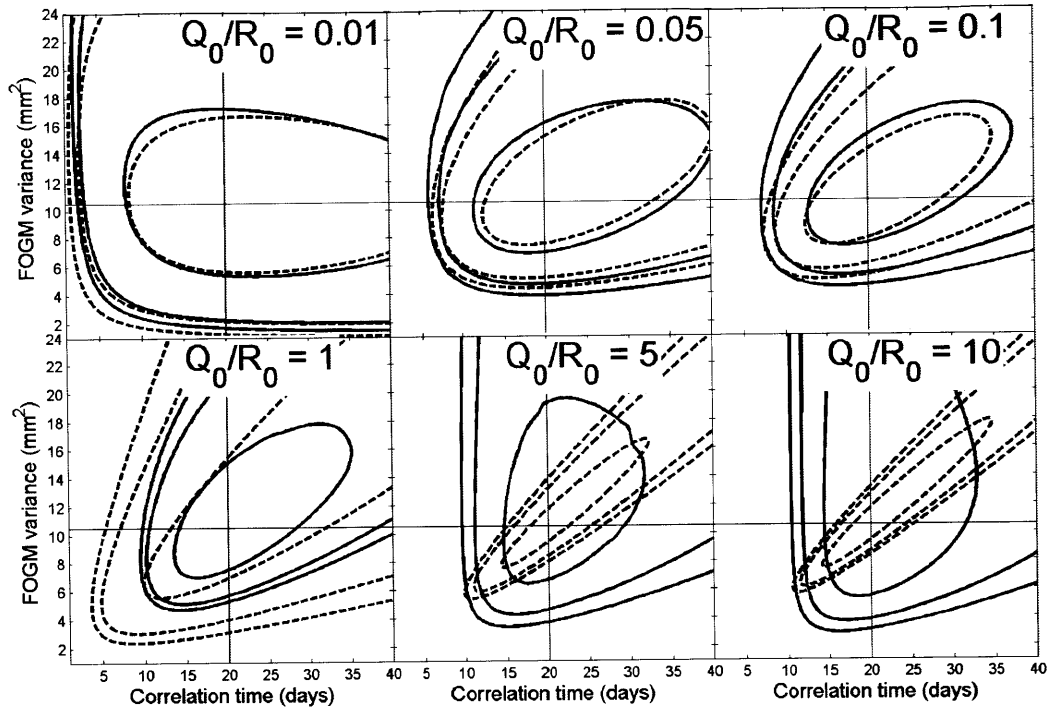 Q₀/R₀ = 0.01
Q₀/R₀ = 0.05
Q₀/R₀ = 0.1
FOGM variance (mm²)
24
22
20
18
16
14
12
10
8
6
4
2
Q₀/R₀ = 1
Q₀/R₀ = 5
Q₀/R₀ = 10
FOGM variance (mm²)
24
22
20
18
16
14
12
10
8
6
4
2
5 10 15 20 25 30 35 40 5 10 15 20 25 30 35 40 5 10 15 20 25 30 35 40
Correlation time (days) Correlation time (days) Correlation time (days)